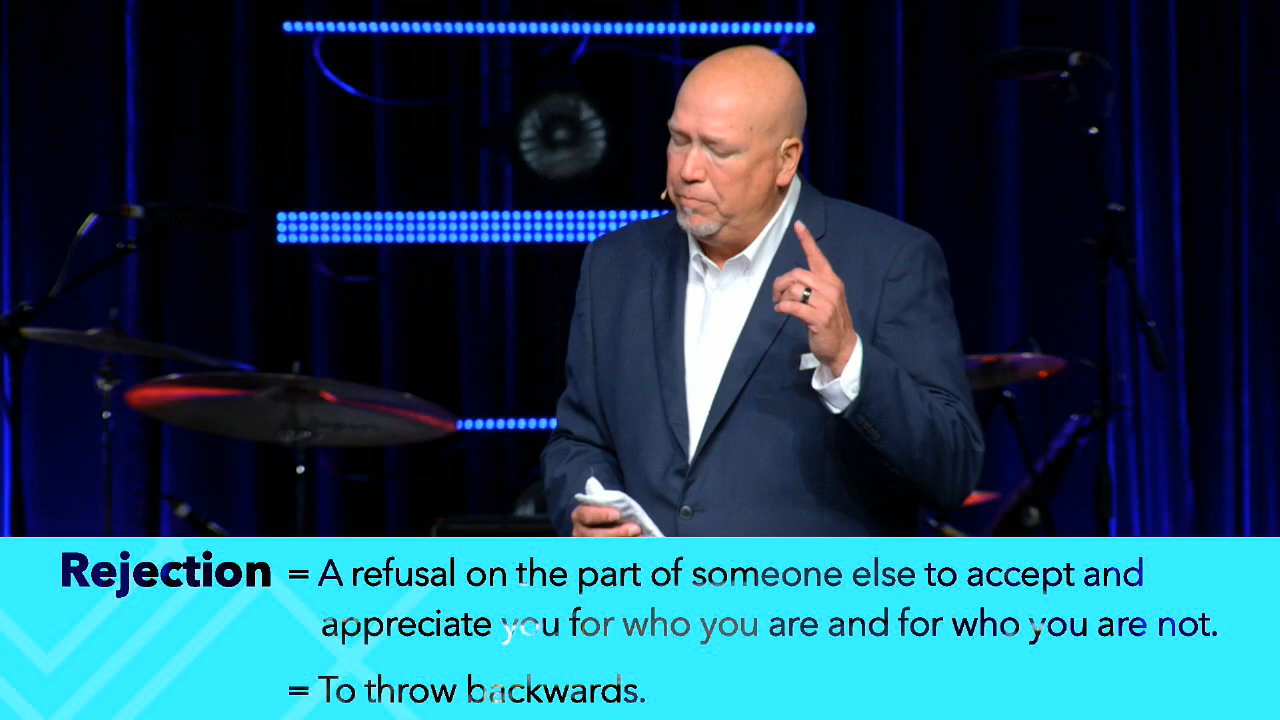 Rejection = A refusal on the part of someone else to accept and
appreciate you for who you are and for who you are not.
= To throw backwards.